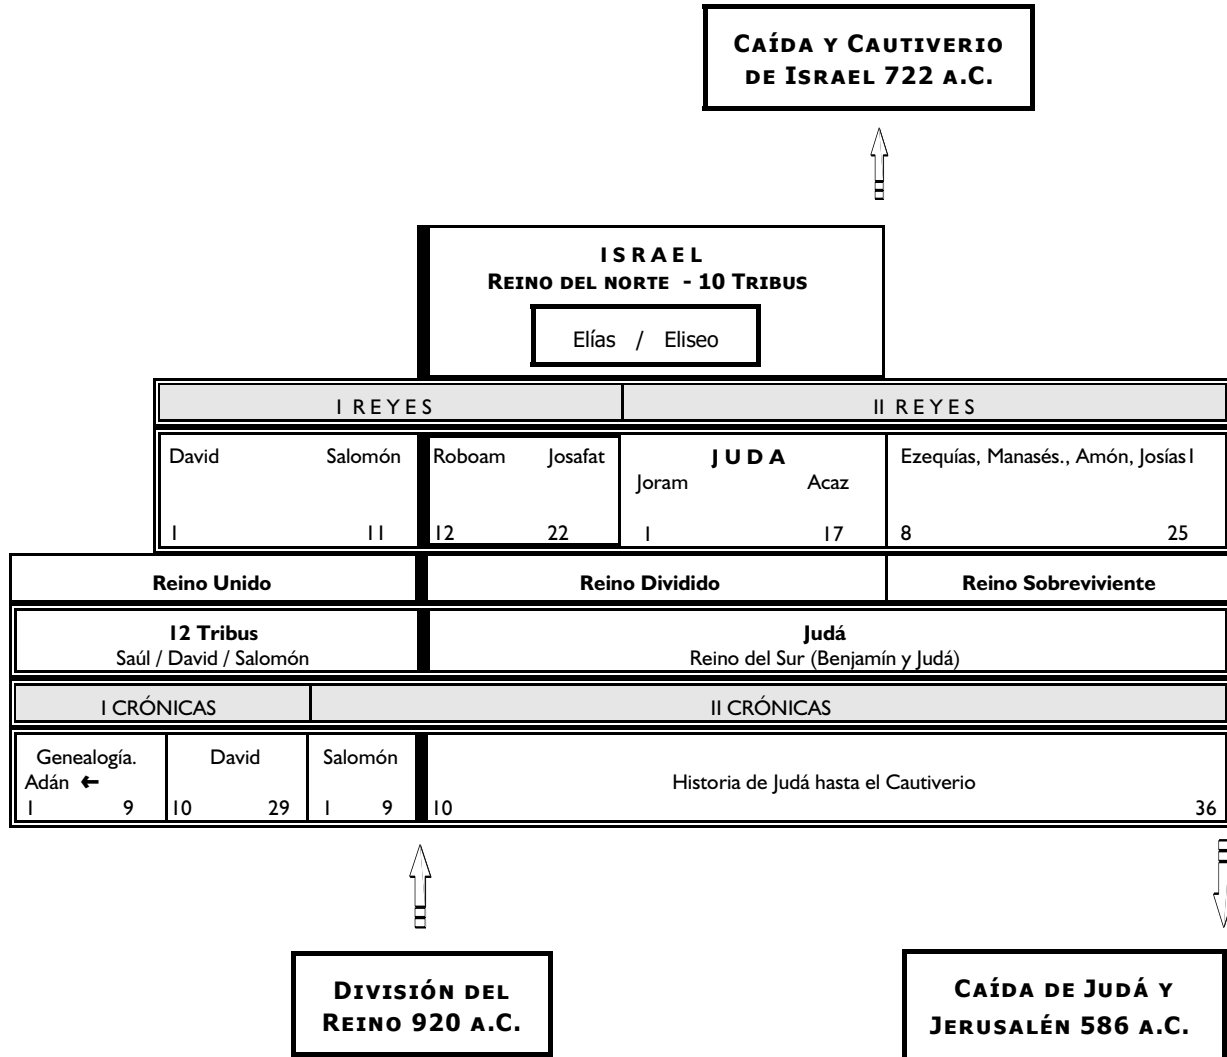 CAÍDA Y CAUTIVERIO
DE ISRAEL 722 A.C.
ISRAEL
REINO DEL NORTE - 10 TRIBUS
Elías / Eliseo
I REYES II REYES
David Salomón Roboam Josafat JUDA Ezequías, Manasés., Amón, Josías1
Joram Acaz
1 11 12 22 1 17 8 25
Reino Unido Reino Dividido Reino Sobreviviente
12 Tribus Judá
Saúl / David / Salomón Reino del Sur (Benjamín y Judá)
I CRÓNICAS II CRÓNICAS
Genealogía. David Salomón
Adán ← Historia de Judá hasta el Cautiverio
1 9 10 29 1 9 10 36
DIVISIÓN DEL
REINO 920 A.C.
CAÍDA DE JUDÁ Y
JERUSALÉN 586 A.C.